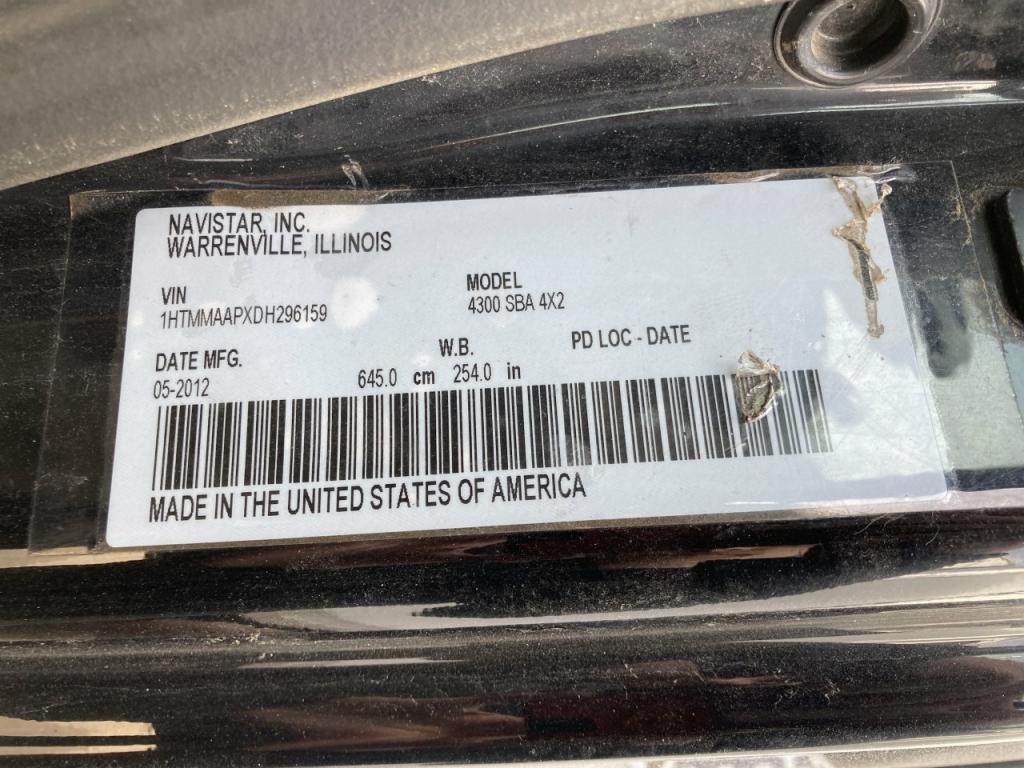 NAVISTAR, INC.
WARRENVILLE, ILLINOIS
VIN
1HTMMAAPXDH296159
MODEL
4300 SBA 4X2
DATE MFG.
05-2012
W.B.
645.0 cm 254.0 in
PD LOC - DATE
MADE IN THE UNITED STATES OF AMERICA